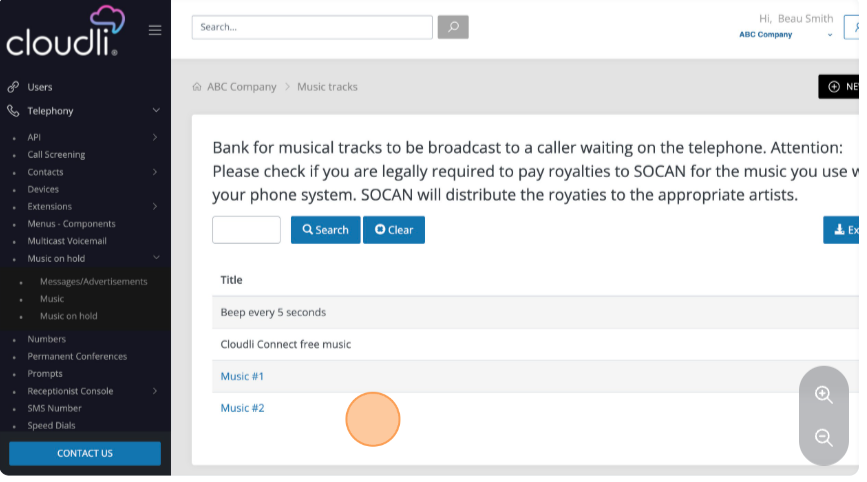 cloudli®
Search...
Hi, Beau Smith
ABC Company
Users
Telephony
API
Call Screening
Contacts
Devices
Extensions
Menus - Components
Multicast Voicemail
Music on hold
Messages/Advertisements
Music
Music on hold
Numbers
Permanent Conferences
Prompts
Receptionist Console
SMS Number
Speed Dials
CONTACT US
ABC Company > Music tracks
NE
Bank for musical tracks to be broadcast to a caller waiting on the telephone. Attention:
Please check if you are legally required to pay royalties to SOCAN for the music you use w
your phone system. SOCAN will distribute the royaties to the appropriate artists.
Search
Clear
Ex
Title
Beep every 5 seconds
Cloudli Connect free music
Music #1
Music #2